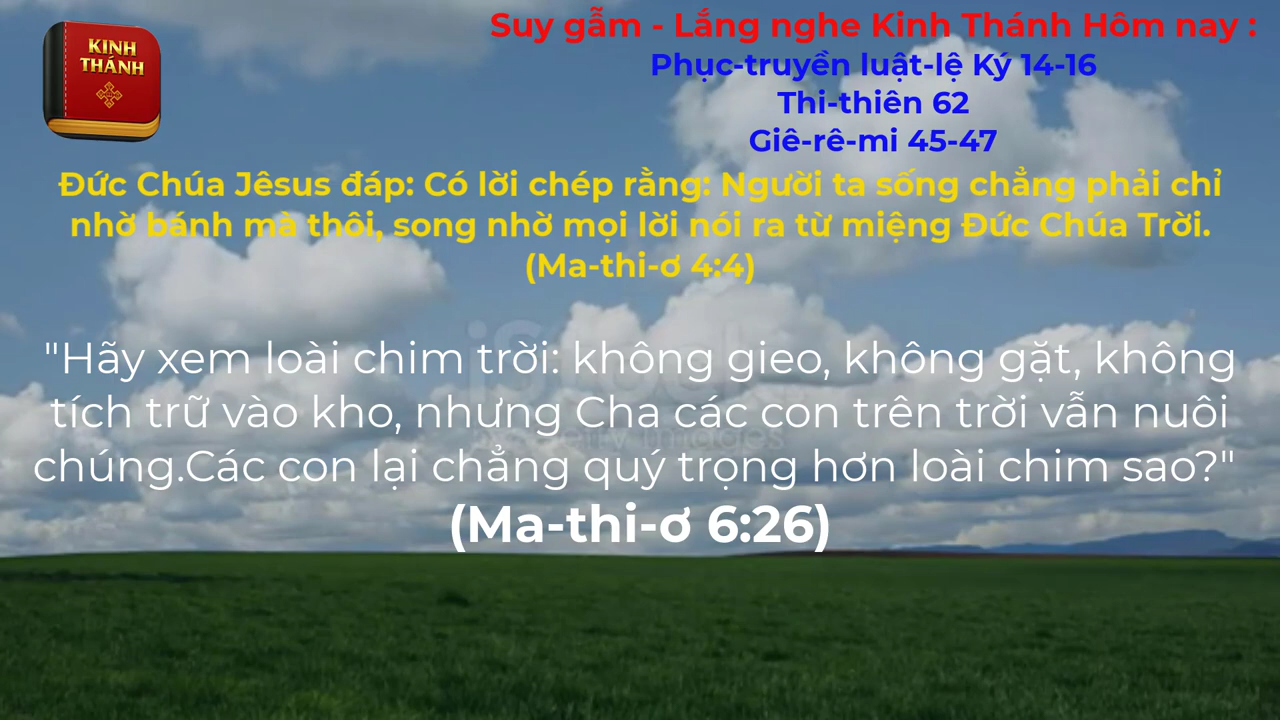 KINH
THÁNH
Suy gẫm - Lắng nghe Kinh Thánh Hôm nay :
Phục-truyền luật-lệ Ký 14-16
Thi-thiên 62
Giê-rê-mi 45-47
Đức Chúa Jêsus đáp: Có lời chép rằng: Người ta sống chẳng phải chỉ
nhờ bánh mà thôi, song nhờ mọi lời nói ra từ miệng Đức Chúa Trời.
(Ma-thi-ơ 4:4)
"Hãy xem loài chim trời: không gieo, không gặt, không
tích trữ vào kho, nhưng Cha các con trên trời vẫn nuôi
chúng.Các con lại chẳng quý trọng hơn loài chim sao?"
(Ma-thi-ơ 6:26)
iStock
by Getty Images